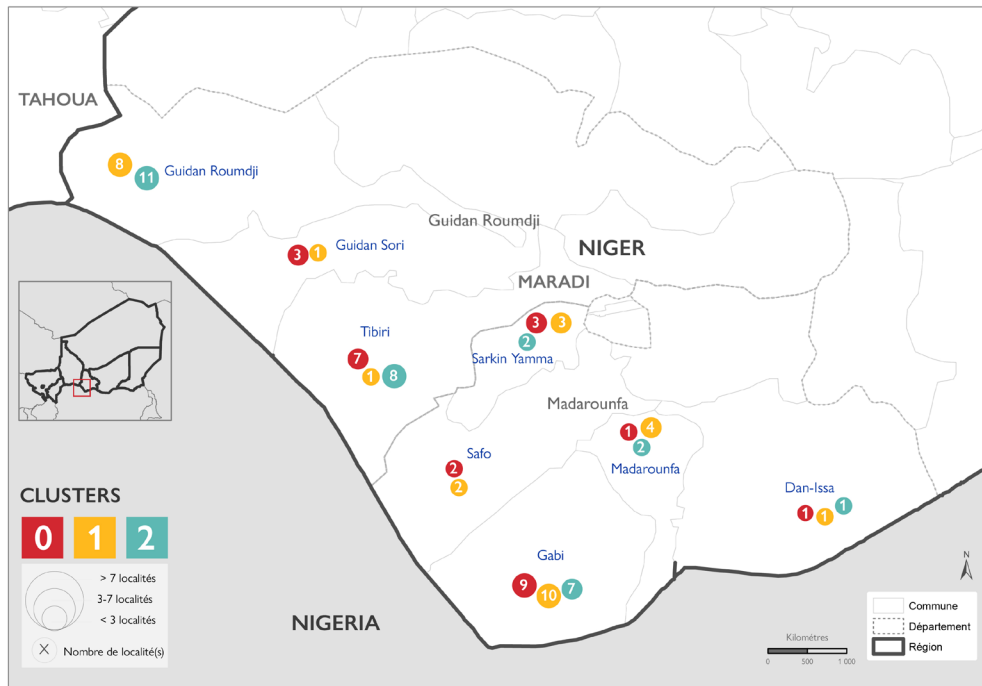 TAHOUA
8
11
Guidan Roumdji
Guidan Roumdji
3
1
Guidan Sori
NIGER
MARADI
Tibiri
7
1
8
3
3
2
Sarkin Yamma
Madarounfa
1
4
2
Madarounfa
Safo
2
2
Dan-Issa
1
1
1
Gabi
9
10
7
NIGERIA
CLUSTERS
0 1 2
> 7 localités
3-7 localités
< 3 localités
X Nombre de localité(s)
N
Kilométres
0 500 1 000
Commune
Département
Région